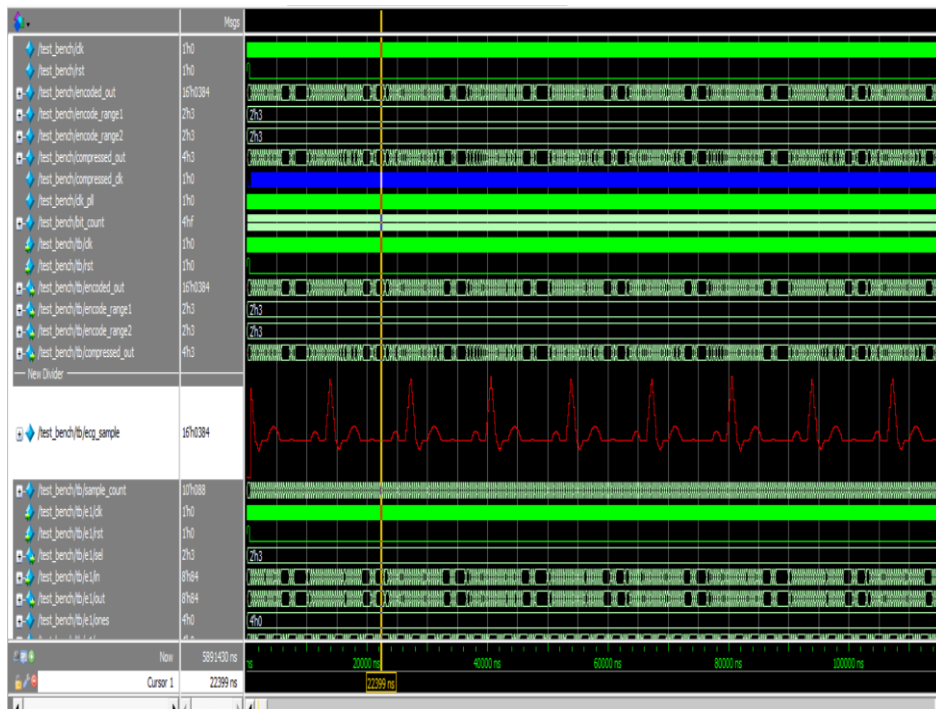 Msgs
/test_bench/clk 1'h0
/test_bench/rst 1'h0
/test_bench/encoded_out 16'h0384
/test_bench/encode_range1 2'h3 2'h3
/test_bench/encode_range2 2'h3 2'h3
/test_bench/compressed_out 4'h3
/test_bench/compressed_clk 1'h0
/test_bench/clk_pll 1'h0
/test_bench/bit_count 4'hf
/test_bench/tb/clk 1'h0
/test_bench/tb/rst 1'h0
/test_bench/tb/encoded_out 16'h0384
/test_bench/tb/encode_range1 2'h3 2'h3
/test_bench/tb/encode_range2 2'h3 2'h3
/test_bench/tb/compressed_out 4'h3
New Divider
/test_bench/tb/ecg_sample 16'h0384
/test_bench/tb/sample_count 10'h088
/test_bench/tb/e1/clk 1'h0
/test_bench/tb/e1/rst 1'h0
/test_bench/tb/e1/sel 2'h3 2'h3
/test_bench/tb/e1/in 8'h84
/test_bench/tb/e1/out 8'h84
/test_bench/tb/e1/ones 4'h0 4'h0
Now 5891430 ns ns 20000 ns 40000 ns 60000 ns 80000 ns 100000 ns
Cursor 1 22399 ns 22399 ns